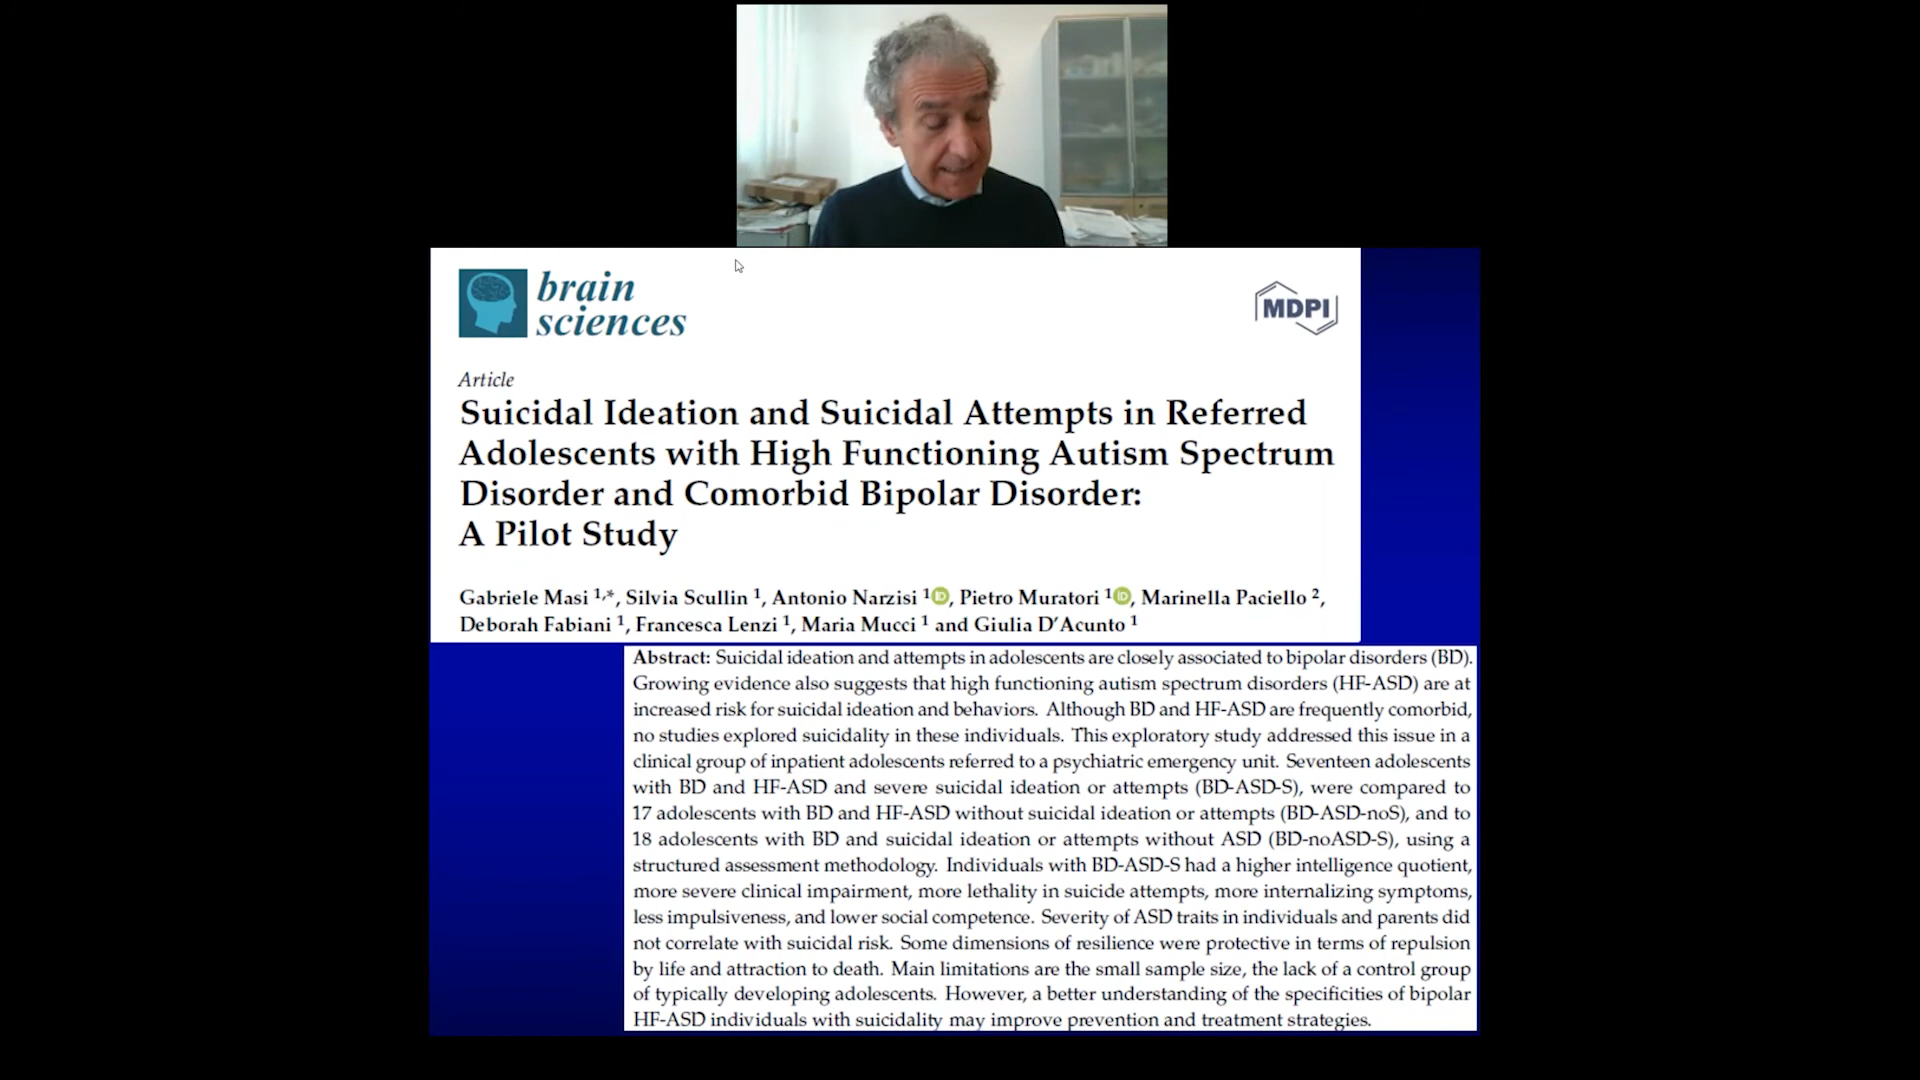 brain
sciences
MDPI
Article
Suicidal Ideation and Suicidal Attempts in Referred
Adolescents with High Functioning Autism Spectrum
Disorder and Comorbid Bipolar Disorder:
A Pilot Study
Gabriele Masi 1,*, Silvia Scullin 1, Antonio Narzisi 1 iD, Pietro Muratori 1 iD, Marinella Paciello 2,
Deborah Fabiani 1, Francesca Lenzi 1, Maria Mucci 1 and Giulia D'Acunto 1
Abstract: Suicidal ideation and attempts in adolescents are closely associated to bipolar disorders (BD).
Growing evidence also suggests that high functioning autism spectrum disorders (HF-ASD) are at
increased risk for suicidal ideation and behaviors. Although BD and HF-ASD are frequently comorbid,
no studies explored suicidality in these individuals. This exploratory study addressed this issue in a
clinical group of inpatient adolescents referred to a psychiatric emergency unit. Seventeen adolescents
with BD and HF-ASD and severe suicidal ideation or attempts (BD-ASD-S), were compared to
17 adolescents with BD and HF-ASD without suicidal ideation or attempts (BD-ASD-noS), and to
18 adolescents with BD and suicidal ideation or attempts without ASD (BD-noASD-S), using a
structured assessment methodology. Individuals with BD-ASD-S had a higher intelligence quotient,
more severe clinical impairment, more lethality in suicide attempts, more internalizing symptoms,
less impulsiveness, and lower social competence. Severity of ASD traits in individuals and parents did
not correlate with suicidal risk. Some dimensions of resilience were protective in terms of repulsion
by life and attraction to death. Main limitations are the small sample size, the lack of a control group
of typically developing adolescents. However, a better understanding of the specificities of bipolar
HF-ASD individuals with suicidality may improve prevention and treatment strategies.